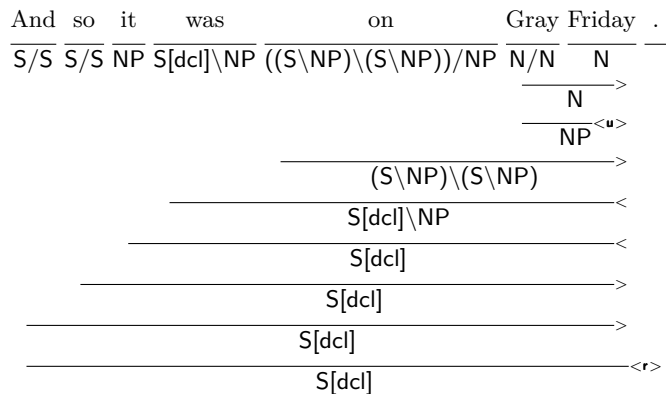 And so it was on Gray Friday .
S/S S/S NP S[dcl]\NP ((S\NP)\(S\NP))/NP N/N N
>
N
<u>
NP
>
(S\NP)\(S\NP)
<
S[dcl]\NP
<
S[dcl]
>
S[dcl]
>
S[dcl]
<r>
S[dcl]